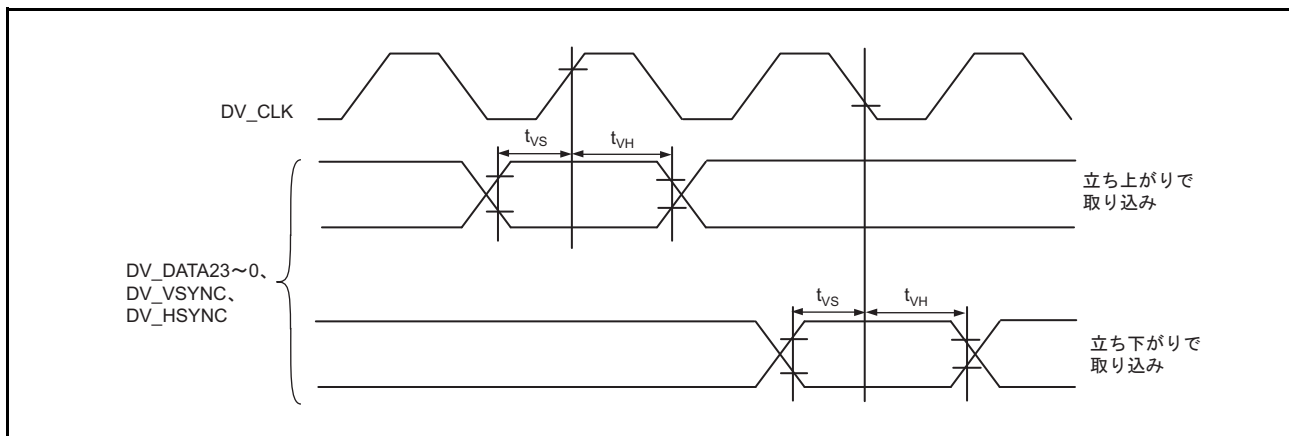 DV_CLK
tVS
tVH
立ち上がりで
取り込み
DV_DATA23～0、
DV_VSYNC、
DV_HSYNC
tVS
tVH
立ち下がりで
取り込み